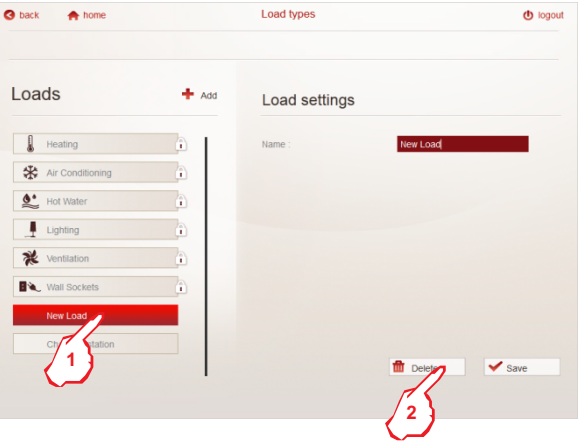 back home Load types logout
Loads Add
Load settings
Heating
Name : New Load
Air Conditioning
Hot Water
Lighting
Ventilation
Wall Sockets
New Load
1
Delete Save
2